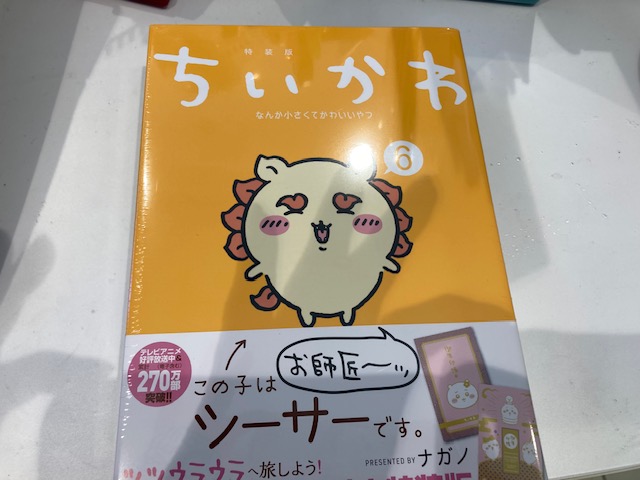 特装版
ちいかわ
なんか小さくてかわいいやつ
6
テレビアニメ
好評放送中&
270万部
突破!!
お師匠〜ッ
この子は
シーサーです。
PRESENTED BY ナガノ
ツツウラウラへ旅しよう!